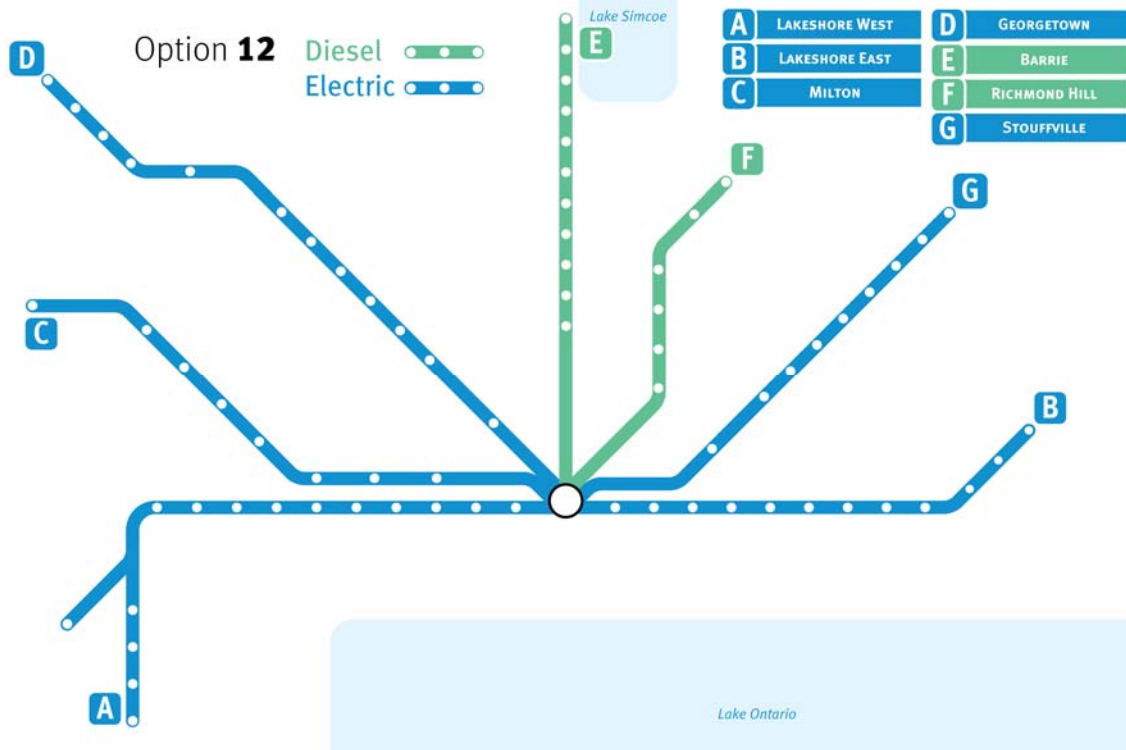 Option 12
Diesel
Electric
Lake Simcoe
A LAKESHORE WEST
B LAKESHORE EAST
C MILTON
D GEORGETOWN
E BARRIE
F RICHMOND HILL
G STOUFFVILLE
D
E
F
G
C
B
A
Lake Ontario